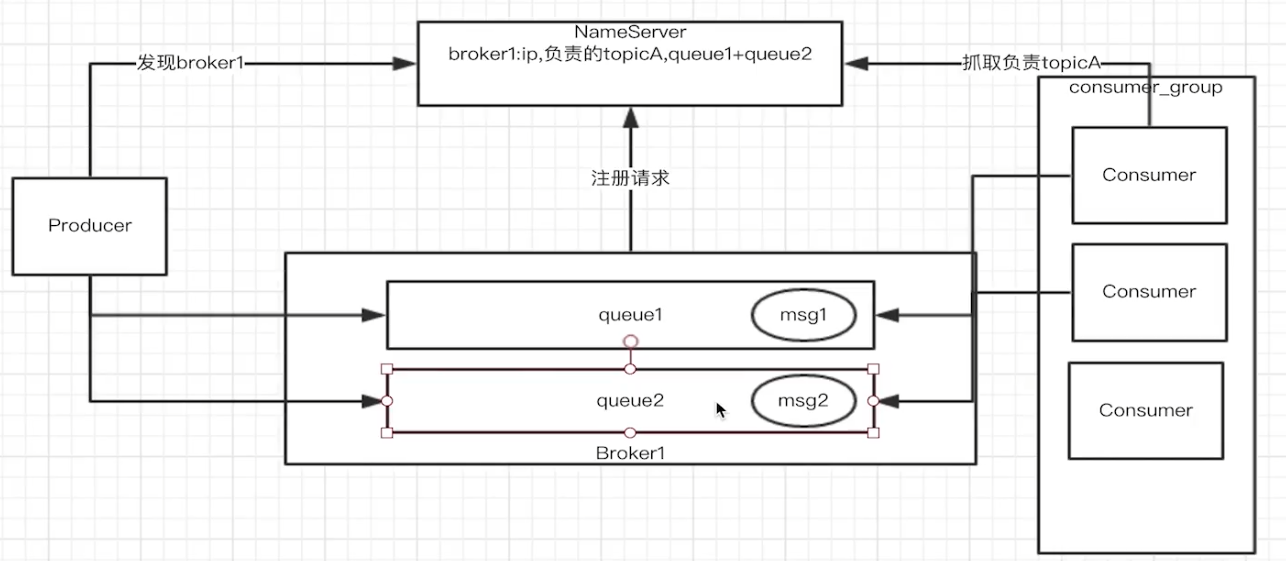 NameServer
broker1:ip,负责的topicA,queue1+queue2
发现broker1
抓取负责topicA
consumer_group
注册请求
Producer
Consumer
Consumer
Consumer
queue1
msg1
queue2
msg2
Broker1